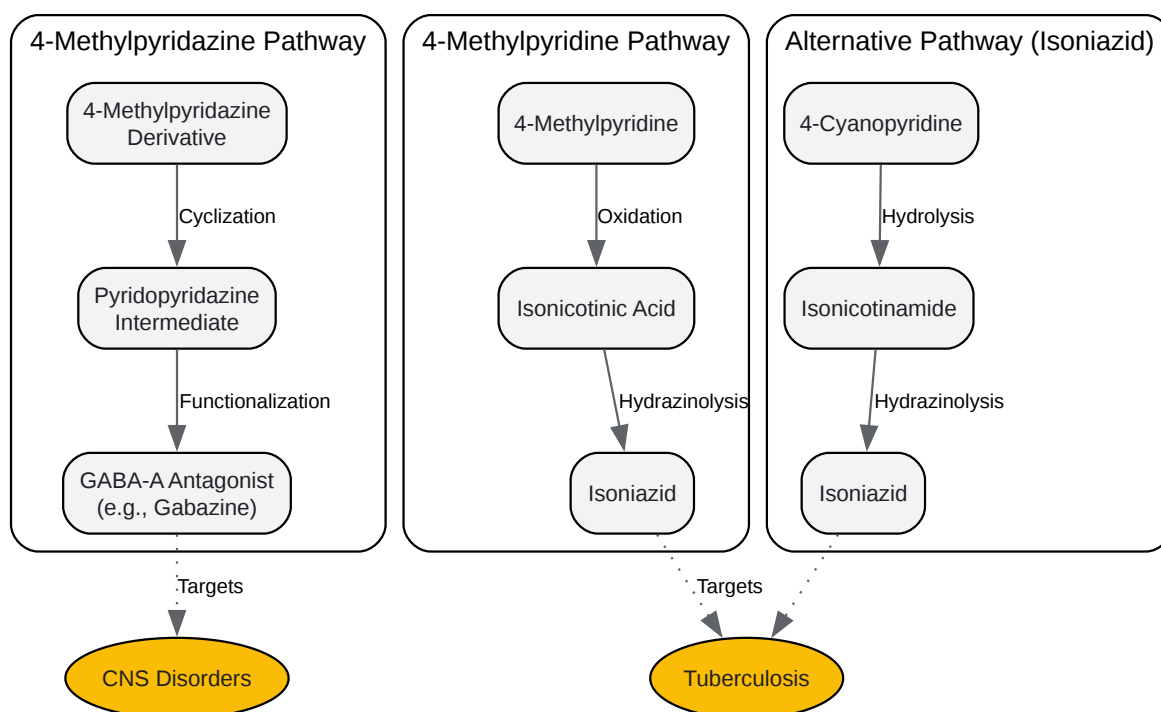 4-Methylpyridazine Pathway
4-Methylpyridazine
Derivative
Cyclization
Pyridopyridazine
Intermediate
Functionalization
GABA-A Antagonist
(e.g., Gabazine)
Targets
CNS Disorders
4-Methylpyridine Pathway
4-Methylpyridine
Oxidation
Isonicotinic Acid
Hydrazinolysis
Isoniazid
Targets
Tuberculosis
Alternative Pathway (Isoniazid)
4-Cyanopyridine
Hydrolysis
Isonicotinamide
Hydrazinolysis
Isoniazid